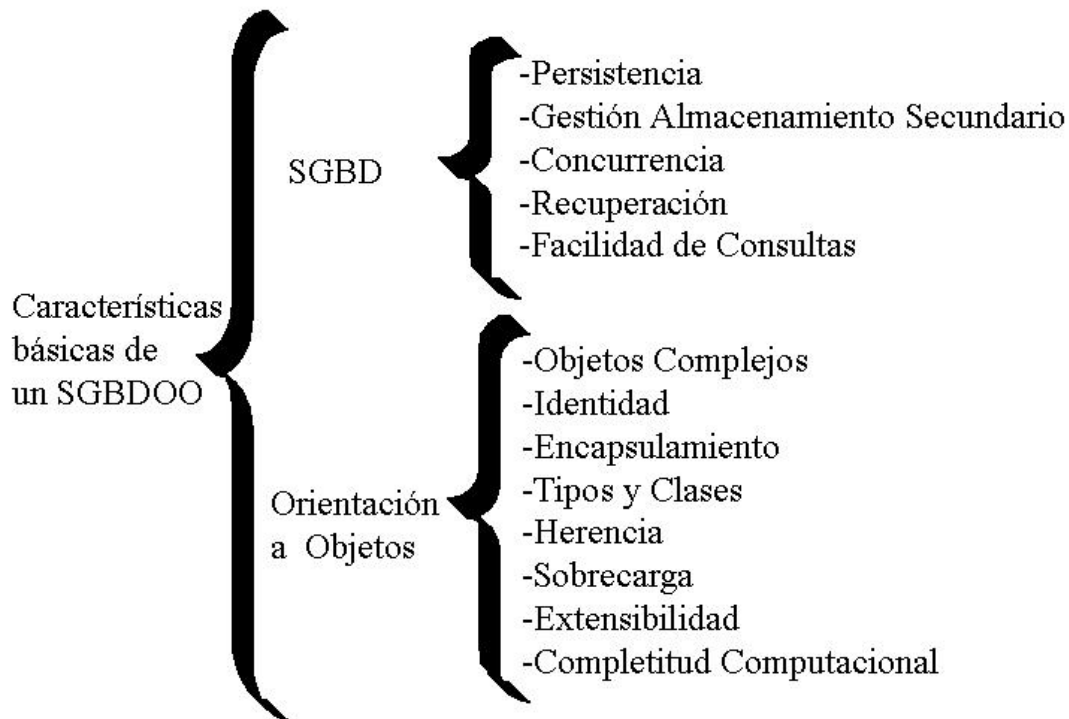 Características
básicas de
un SGBDOO
SGBD
-Persistencia
-Gestión Almacenamiento Secundario
-Concurrencia
-Recuperación
-Facilidad de Consultas
Orientación
a Objetos
-Objetos Complejos
-Identidad
-Encapsulamiento
-Tipos y Clases
-Herencia
-Sobrecarga
-Extensibilidad
-Completitud Computacional